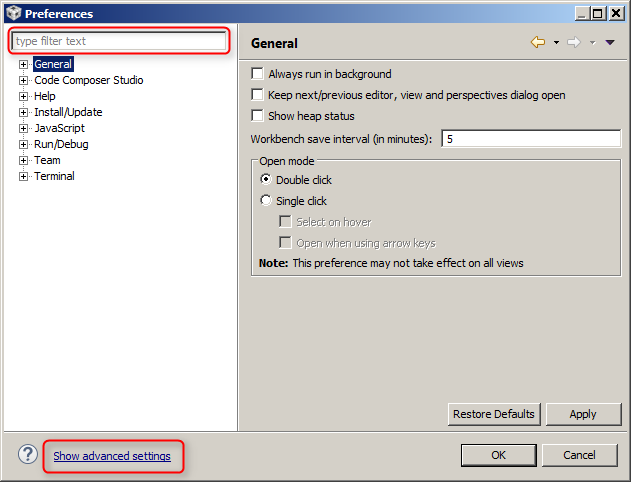 Preferences
type filter text
General
Code Composer Studio
Help
Install/Update
JavaScript
Run/Debug
Team
Terminal
General
Always run in background
Keep next/previous editor, view and perspectives dialog open
Show heap status
Workbench save interval (in minutes): 5
Open mode
Double click
Single click
Select on hover
Open when using arrow keys
Note: This preference may not take effect on all views
Restore Defaults Apply
? Show advanced settings OK Cancel